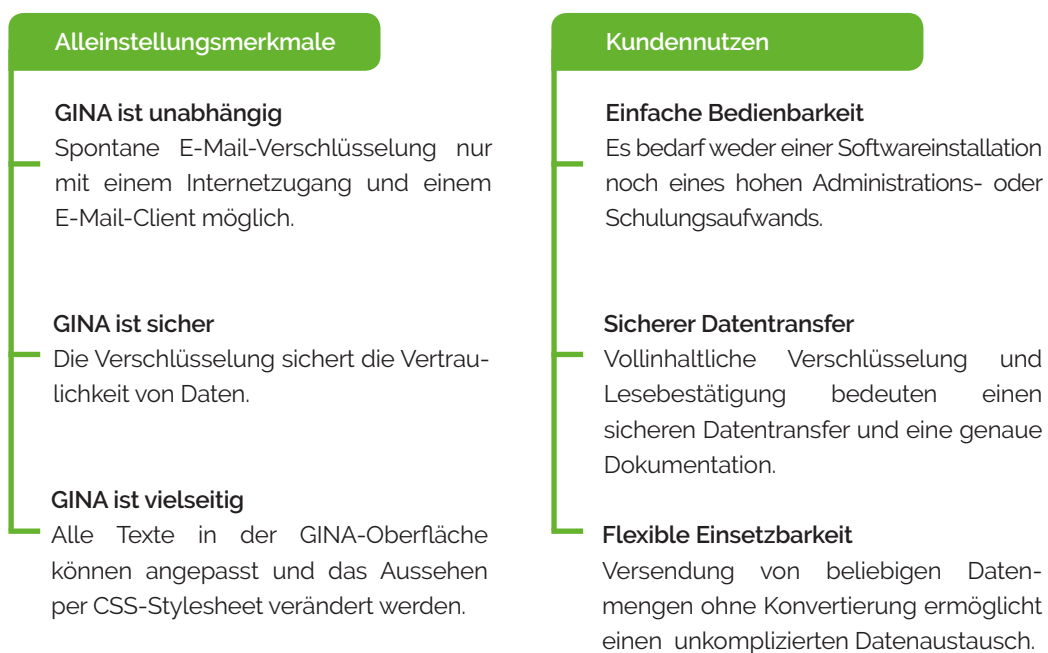 Alleinstellungsmerkmale
GINA ist unabhängig
Spontane E-Mail-Verschlüsselung nur
mit einem Internetzugang und einem
E-Mail-Client möglich.
GINA ist sicher
Die Verschlüsselung sichert die Vertrau-
lichkeit von Daten.
GINA ist vielseitig
Alle Texte in der GINA-Oberfläche
können angepasst und das Aussehen
per CSS-Stylesheet verändert werden.
Kundennutzen
Einfache Bedienbarkeit
Es bedarf weder einer Softwareinstallation
noch eines hohen Administrations- oder
Schulungsaufwands.
Sicherer Datentransfer
Vollinhaltliche Verschlüsselung und
Lesebestätigung bedeuten einen
sicheren Datentransfer und eine genaue
Dokumentation.
Flexible Einsetzbarkeit
Versendung von beliebigen Daten-
mengen ohne Konvertierung ermöglicht
einen unkomplizierten Datenaustausch.